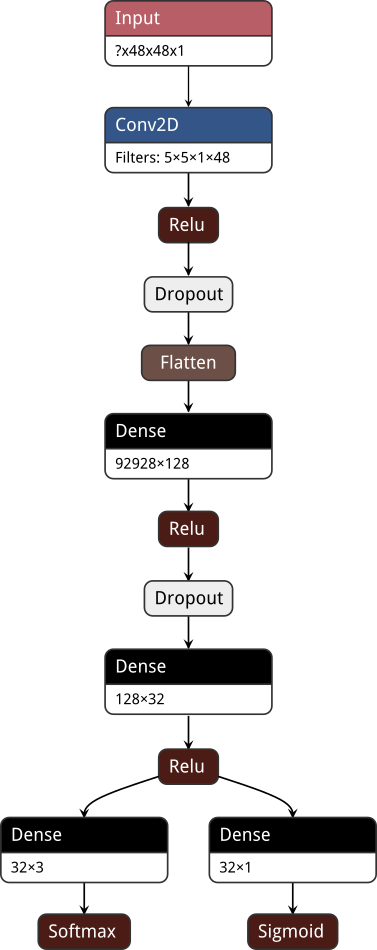 Input
?x48x48x1
Conv2D
Filters: 5×5×1×48
Relu
Dropout
Flatten
Dense
92928×128
Relu
Dropout
Dense
128×32
Relu
Dense
32×3
Softmax
Dense
32×1
Sigmoid